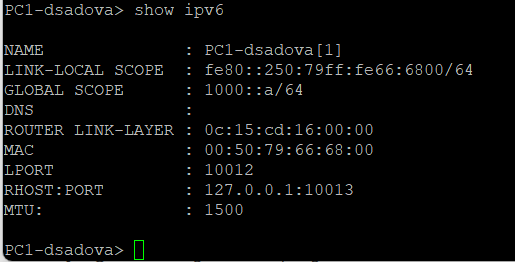 PC1-dsadova> show ipv6
NAME : PC1-dsadova[1]
LINK-LOCAL SCOPE : fe80::250:79ff:fe66:6800/64
GLOBAL SCOPE : 1000::a/64
DNS :
ROUTER LINK-LAYER : 0c:15:cd:16:00:00
MAC : 00:50:79:66:68:00
LPORT : 10012
RHOST:PORT : 127.0.0.1:10013
MTU: : 1500
PC1-dsadova>